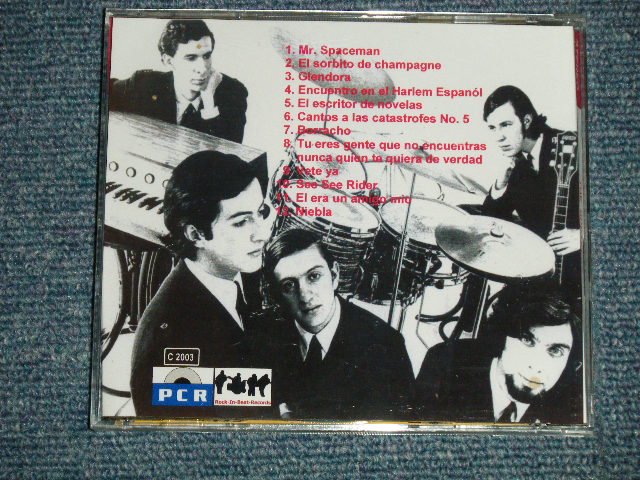 1. Mr. Spaceman
2. El sorbito de champagne
3. Glendora
4. Encuentro en el Harlem Espanól
5. El escritor de novelas
6. Cantos a las catastrofes No. 5
7. Borracho
8. Tu eres gente que no encuentras
nunca quien te quiera de verdad
9. Vete ya
10. See See Rider
11. El era un amigo mio
12. Niebla
C 2003
PCR
Rock-In-Beat-Records